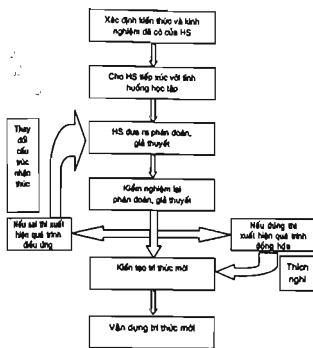 Xác định kiến thức và kinh
nghiệm đã có của HS
Cho HS tiếp xúc với tình
huống học tập
Thay
đổi
cấu
trúc
nhận
thức
HS đưa ra phán đoán,
giả thuyết
Kiểm nghiệm lại
phán đoán, giả thuyết
Nếu sai thì xuất
hiện quá trình
điều ứng
Nếu đúng thì
xuất hiện quá trình
đồng hóa
Kiến tạo tri thức mới
Thích
nghi
Vận dụng tri thức mới